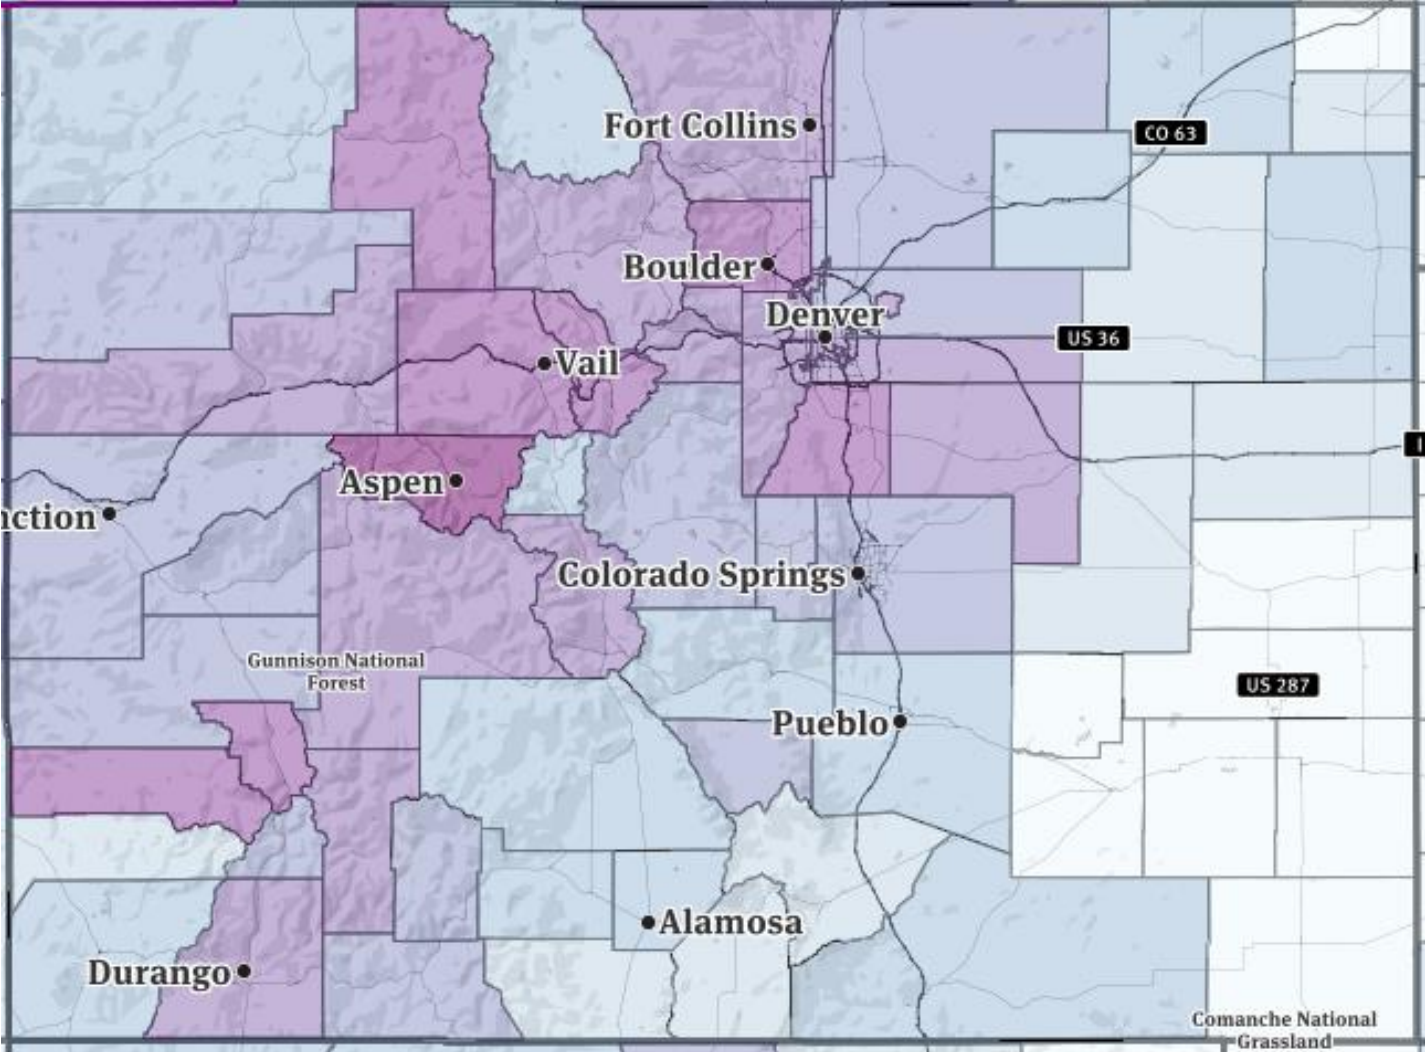 Fort Collins
CO 63
Boulder
Denver
US 36
Vail
Aspen
nction
Colorado Springs
Gunnison National
Forest
US 287
Pueblo
Alamosa
Durango
Comanche National
Grassland